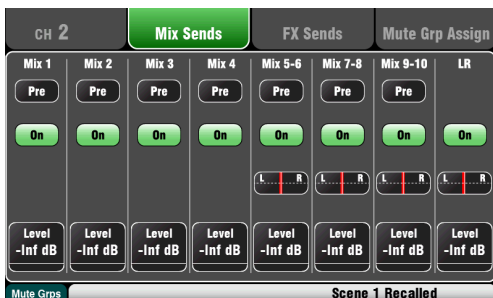 CH 2 Mix Sends FX Sends Mute Grp Assign
Mix 1 Mix 2 Mix 3 Mix 4 Mix 5-6 Mix 7-8 Mix 9-10 LR
Pre Pre Pre Pre Pre Pre Pre
On On On On On On On On
L R L R L R L R
Level Level Level Level Level Level Level Level
-Inf dB -Inf dB -Inf dB -Inf dB -Inf dB -Inf dB -Inf dB -Inf dB
Mute Grps Scene 1 Recalled